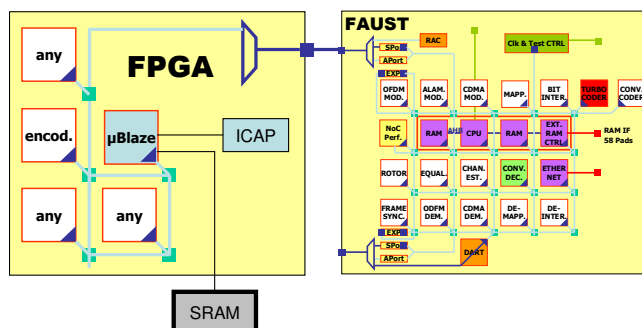 FPGA
any
encod.
µBlaze
ICAP
any
any
SRAM
FAUST
RAC
Clk & Test CTRL
SPo
APort
EXP
OFDM
MOD.
ALAM.
MOD.
CDMA
MOD.
MAPP.
BIT
INTER.
TURBO
CODER
CONV.
CODER
NoC
Perf.
RAM
AHB
CPU
RAM
EXT.
RAM
CTRL
RAM IF
58 Pads
ROTOR
EQUAL.
CHAN.
EST.
CONV.
DEC.
ETHER
NET
FRAME
SYNC.
ODFM
DEM.
CDMA
DEM.
DE-
MAPP.
DE-
INTER.
EXP
SPo
APort
DART